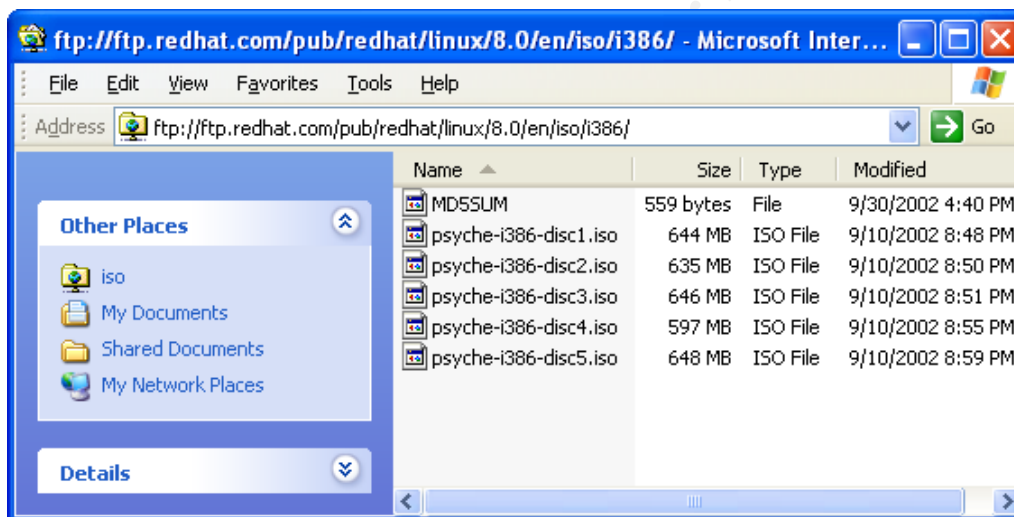 ftp://ftp.redhat.com/pub/redhat/linux/8.0/en/iso/i386/ - Microsoft Inter...
File Edit View Favorites Tools Help
Address ftp://ftp.redhat.com/pub/redhat/linux/8.0/en/iso/i386/ Go
Other Places
iso
My Documents
Shared Documents
My Network Places
Details
Name Size Type Modified
MD5SUM 559 bytes File 9/30/2002 4:40 PM
psyche-i386-disc1.iso 644 MB ISO File 9/10/2002 8:48 PM
psyche-i386-disc2.iso 635 MB ISO File 9/10/2002 8:50 PM
psyche-i386-disc3.iso 646 MB ISO File 9/10/2002 8:51 PM
psyche-i386-disc4.iso 597 MB ISO File 9/10/2002 8:55 PM
psyche-i386-disc5.iso 648 MB ISO File 9/10/2002 8:59 PM